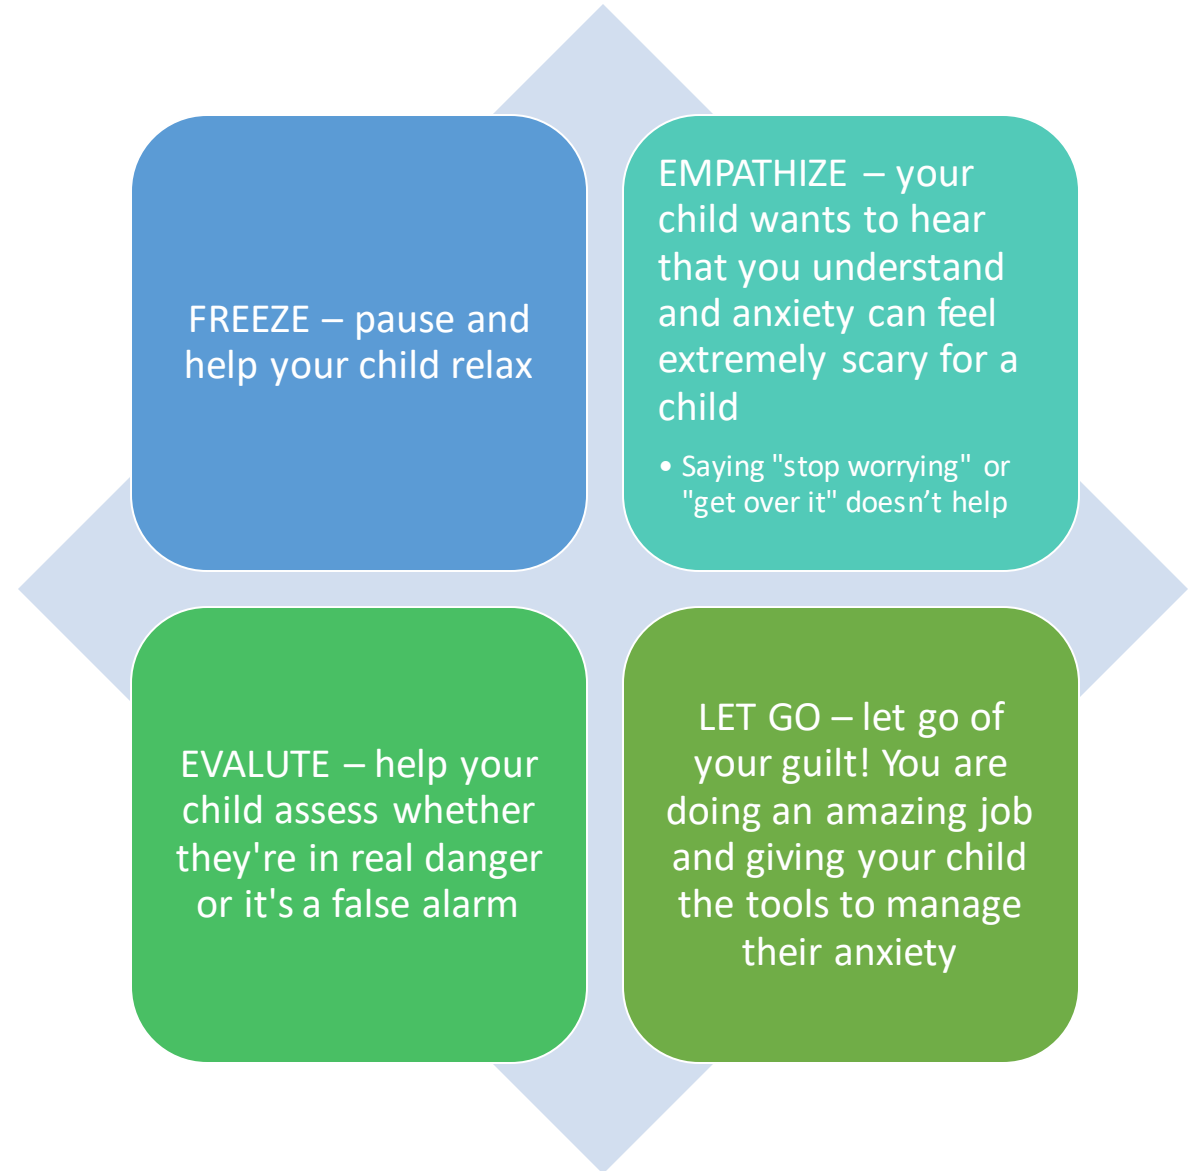 FREEZE – pause and
help your child relax
EMPATHIZE – your
child wants to hear
that you understand
and anxiety can feel
extremely scary for a
child
• Saying "stop worrying" or
"get over it" doesn’t help
EVALUTE – help your
child assess whether
they're in real danger
or it's a false alarm
LET GO – let go of
your guilt! You are
doing an amazing job
and giving your child
the tools to manage
their anxiety